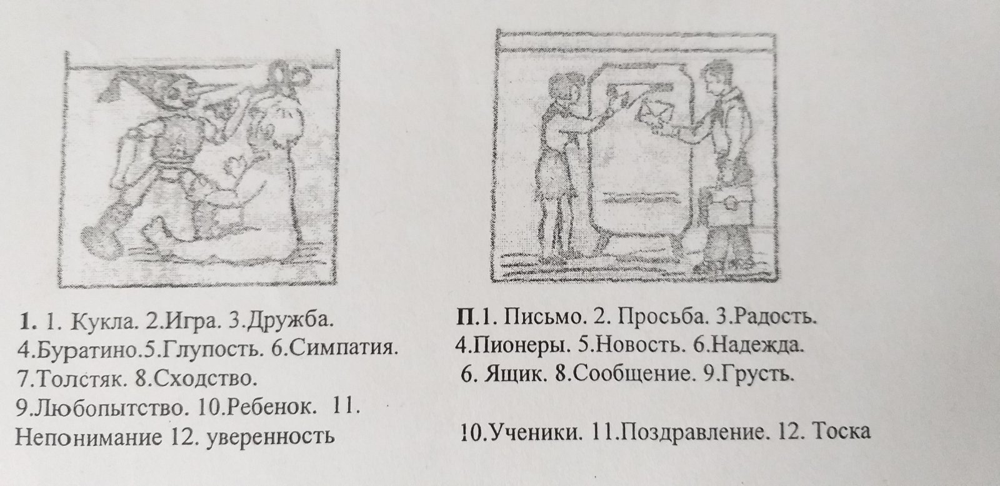 1. 1. Кукла. 2.Игра. 3.Дружба.
4.Буратино.5.Глупость. 6.Симпатия.
7.Толстяк. 8.Сходство.
9.Любопытство. 10.Ребенок. 11.
Непонимание 12. уверенность
П.1. Письмо. 2. Просьба. 3.Радость.
4.Пионеры. 5.Новость. 6.Надежда.
6. Ящик. 8.Сообщение. 9.Грусть.
10.Ученики. 11.Поздравление. 12. Тоска